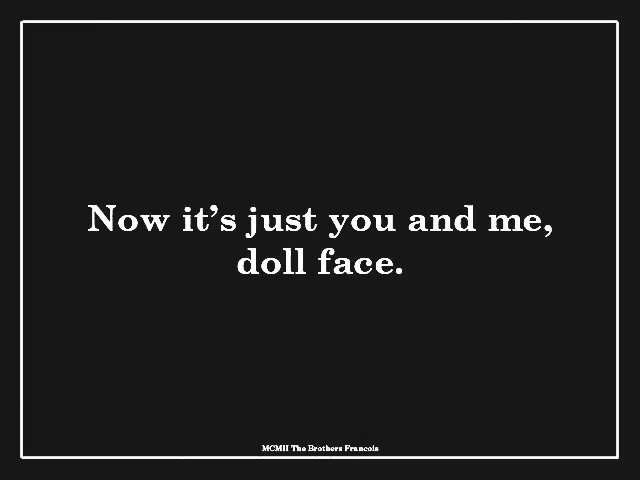 Now it’s just you and me,
doll face.
MCMII The Brothers Francois